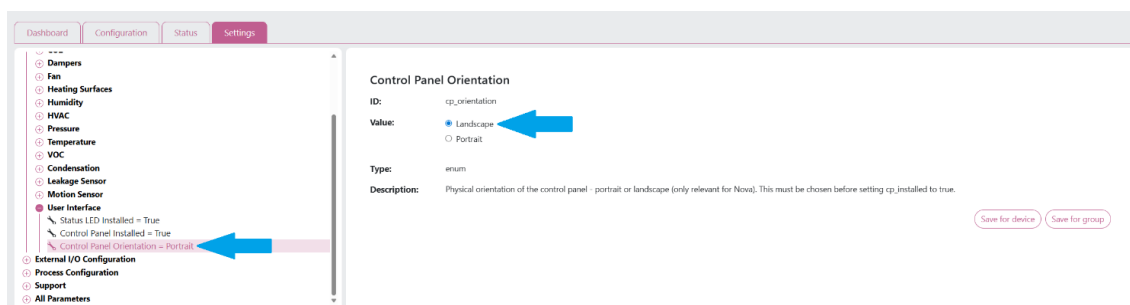 Dashboard
Configuration
Status
Settings
Dampers
Fan
Heating Surfaces
Humidity
HVAC
Pressure
Temperature
VOC
Condensation
Leakage Sensor
Motion Sensor
User Interface
Status LED Installed = True
Control Panel Installed = True
Control Panel Orientation = Portrait
External I/O Configuration
Process Configuration
Support
All Parameters
Control Panel Orientation
ID: cp_orientation
Value: Landscape
Portrait
Type: enum
Description: Physical orientation of the control panel - portrait or landscape (only relevant for Nova). This must be chosen before setting cp_installed to true.
Save for device
Save for group